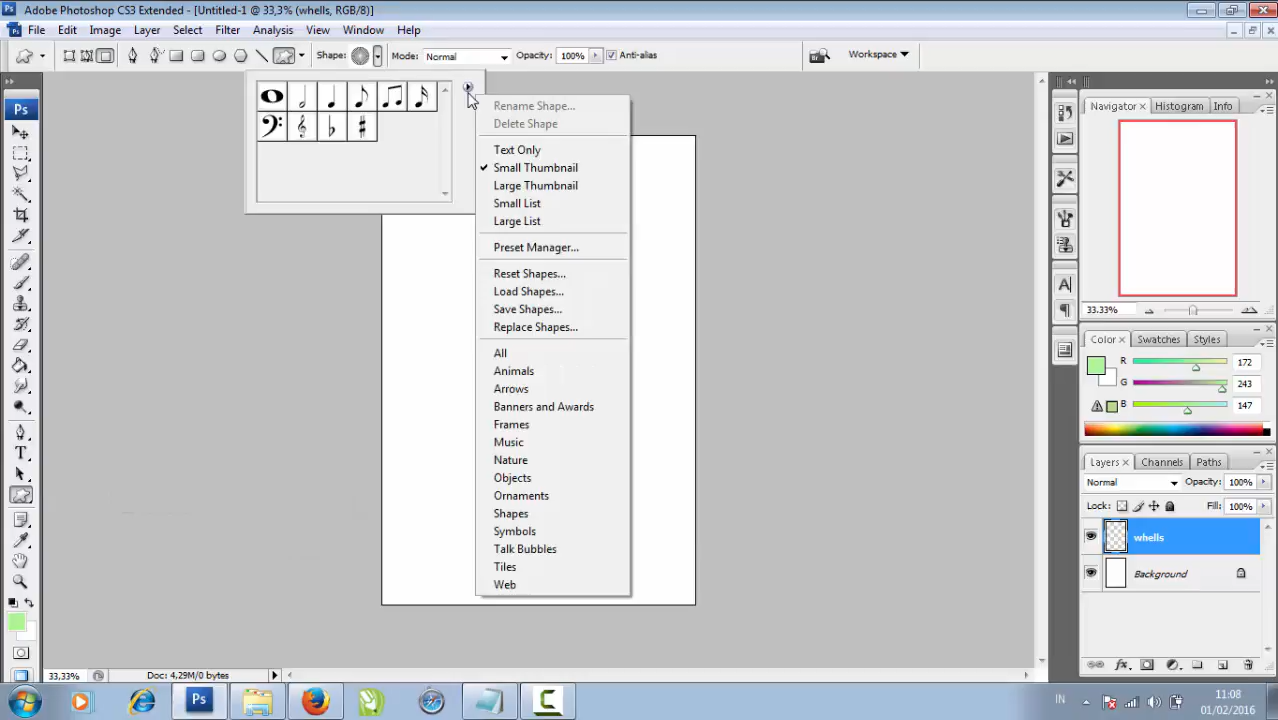 Adobe Photoshop CS3 Extended - [Untitled-1 @ 33,3% (whells, RGB/8)]
File Edit Image Layer Select Filter Analysis View Window Help
Shape: Mode: Normal Opacity: 100% Anti-alias Workspace
Rename Shape...
Delete Shape
Text Only
Small Thumbnail
Large Thumbnail
Small List
Large List
Preset Manager...
Reset Shapes...
Load Shapes...
Save Shapes...
Replace Shapes...
All
Animals
Arrows
Banners and Awards
Frames
Music
Nature
Objects
Ornaments
Shapes
Symbols
Talk Bubbles
Tiles
Web
Ps
T
Navigator × Histogram Info
33.33%
Color × Swatches Styles
R 172
G 243
B 147
Layers × Channels Paths
Normal Opacity: 100%
Lock: Fill: 100%
whells
Background
33,33% Doc: 4,29M/0 bytes
Ps C IN 11:08
01/02/2016